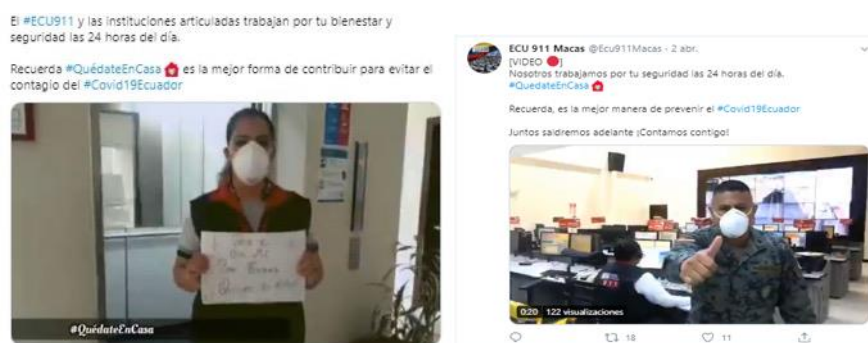 El #ECU911 y las instituciones articuladas trabajan por tu bienestar y
seguridad las 24 horas del día.
Recuerda #QuédateEnCasa es la mejor forma de contribuir para evitar el
contagio del #Covid19Ecuador
#QuédateEnCasa
ECU 911 Macas @Ecu911Macas · 2 abr.
[VIDEO]
Nosotros trabajamos por tu seguridad las 24 horas del día.
#QuedateEnCasa
Recuerda, es la mejor manera de prevenir el #Covid19Ecuador
Juntos saldremos adelante ¡Contamos contigo!
0:20 122 visualizaciones
18 11